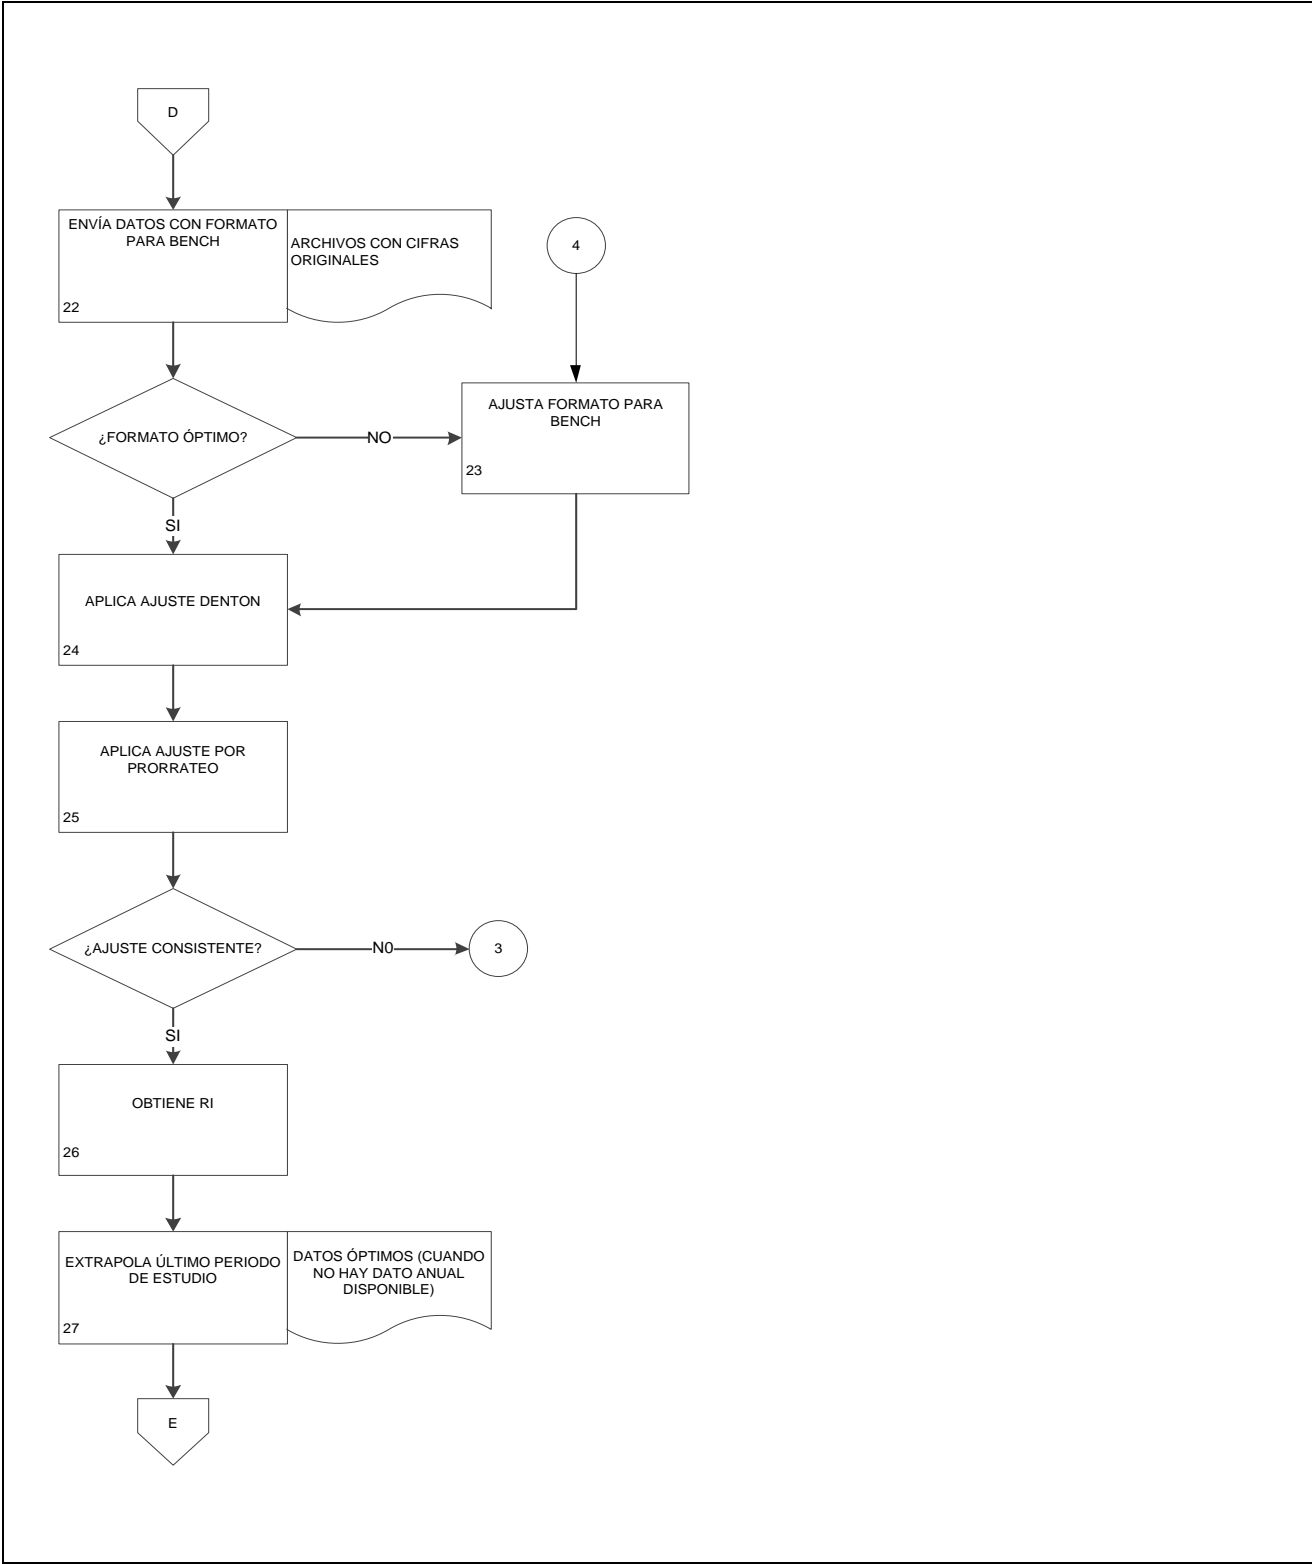 D
ENVÍA DATOS CON FORMATO
PARA BENCH
22
ARCHIVOS CON CIFRAS
ORIGINALES
4
¿FORMATO ÓPTIMO?
NO
AJUSTA FORMATO PARA
BENCH
23
SI
APLICA AJUSTE DENTON
24
APLICA AJUSTE POR
PRORRATEO
25
¿AJUSTE CONSISTENTE?
N0
3
SI
OBTIENE RI
26
EXTRAPOLA ÚLTIMO PERIODO
DE ESTUDIO
27
DATOS ÓPTIMOS (CUANDO
NO HAY DATO ANUAL
DISPONIBLE)
E